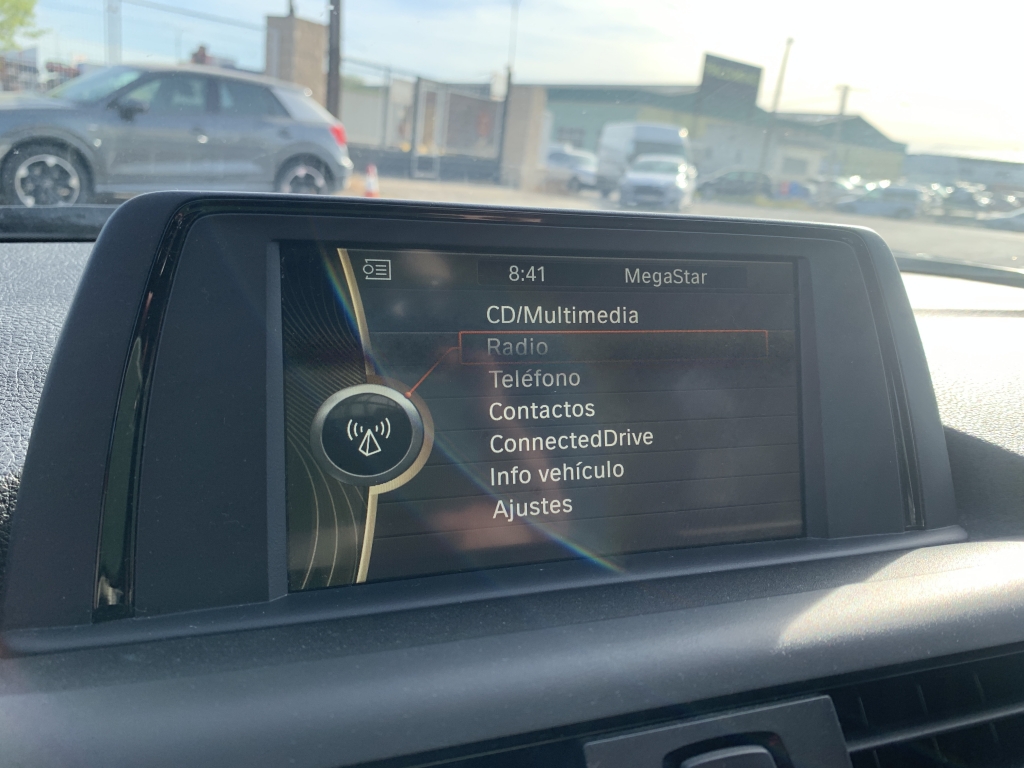 8:41 MegaStar
CD/Multimedia
Radio
Teléfono
Contactos
ConnectedDrive
Info vehículo
Ajustes